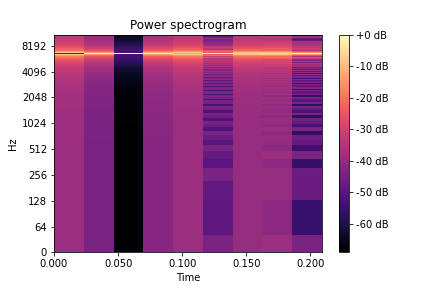 Power spectrogram
8192
4096
2048
1024
512
256
128
64
0
Hz
0.000
0.050
0.100
0.150
0.200
Time
+0 dB
-10 dB
-20 dB
-30 dB
-40 dB
-50 dB
-60 dB